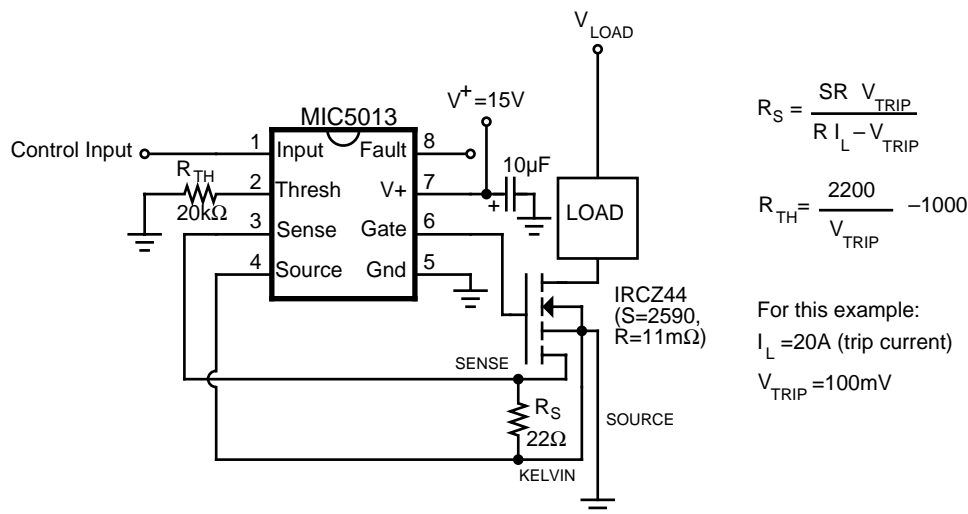 V LOAD
V+ =15V
MIC5013
Control Input
1 Input Fault 8
R TH
20kΩ
2 Thresh V+ 7
10µF
+
3 Sense Gate 6
4 Source Gnd 5
LOAD
IRCZ44
(S=2590,
R=11mΩ)
SENSE
R S
22Ω
SOURCE
KELVIN
R S = SR V TRIP
R I L – V TRIP
R TH = 2200 –1000
V TRIP
For this example:
I L =20A (trip current)
V TRIP =100mV